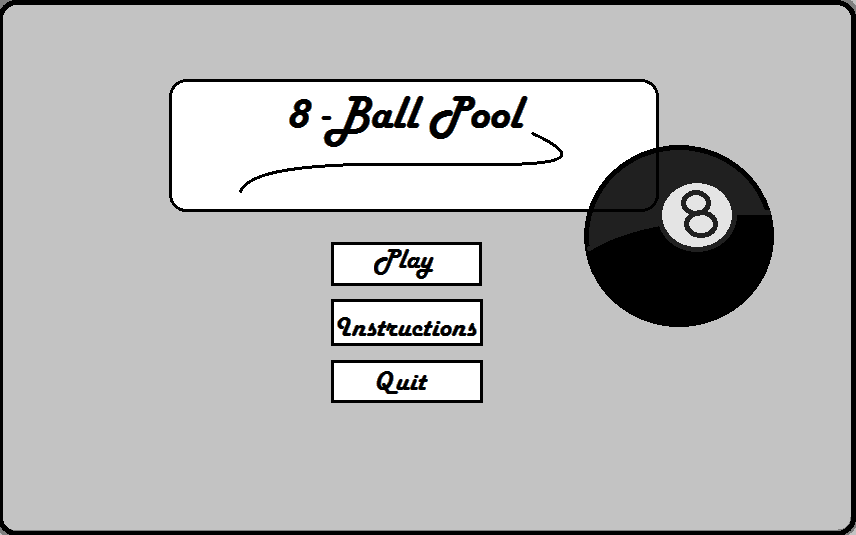 8 - Ball Pool
8
Play
Instructions
Quit